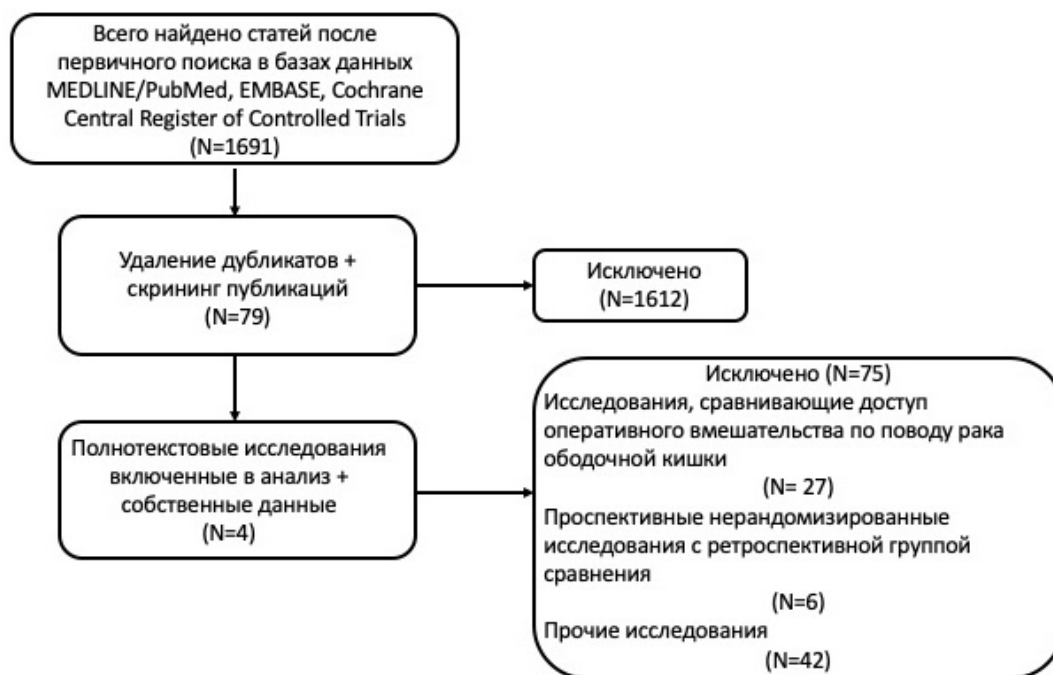 Всего найдено статей после
первичного поиска в базах данных
MEDLINE/PubMed, EMBASE, Cochrane
Central Register of Controlled Trials
(N=1691)
Удаление дубликатов +
скрининг публикаций
(N=79)
Исключено
(N=1612)
Полнотекстовые исследования
включенные в анализ +
собственные данные
(N=4)
Исключено (N=75)
Исследования, сравнивающие доступ
оперативного вмешательства по поводу рака
ободочной кишки
(N= 27)
Проспективные нерандомизированные
исследования с ретроспективной группой
сравнения
(N=6)
Прочие исследования
(N=42)